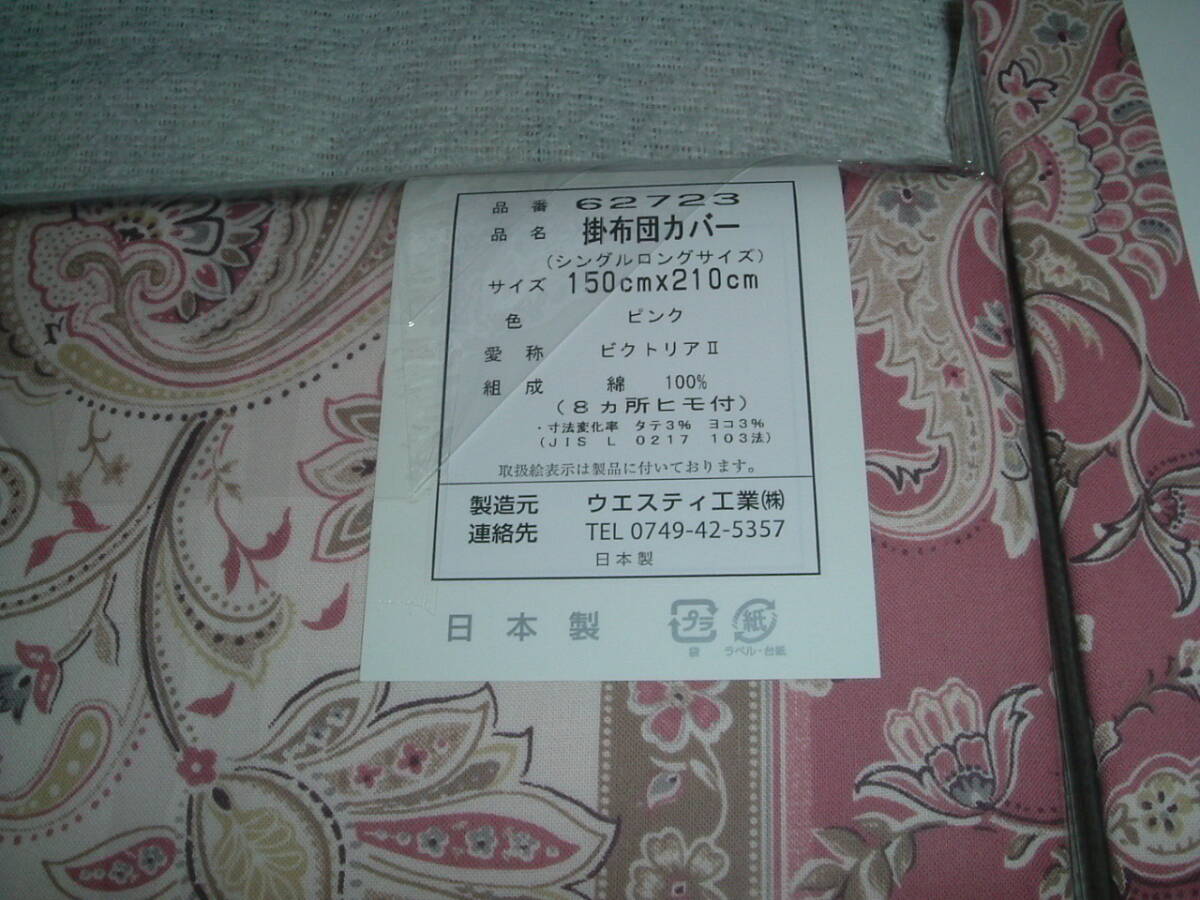 品番 62723
品名 掛布団カバー
(シングルロングサイズ)
サイズ 150cmx210cm
色 ピンク
愛称 ビクトリアⅡ
組成 綿 100%
(8ヵ所ヒモ付)
・寸法変化率 タテ3% ヨコ3%
(JIS L 0217 103法)
取扱絵表示は製品に付いております。
製造元 ウエスティ工業㈱
連絡先 TEL 0749-42-5357
日本製
日本製
プラ 紙
袋 ラベル・台紙